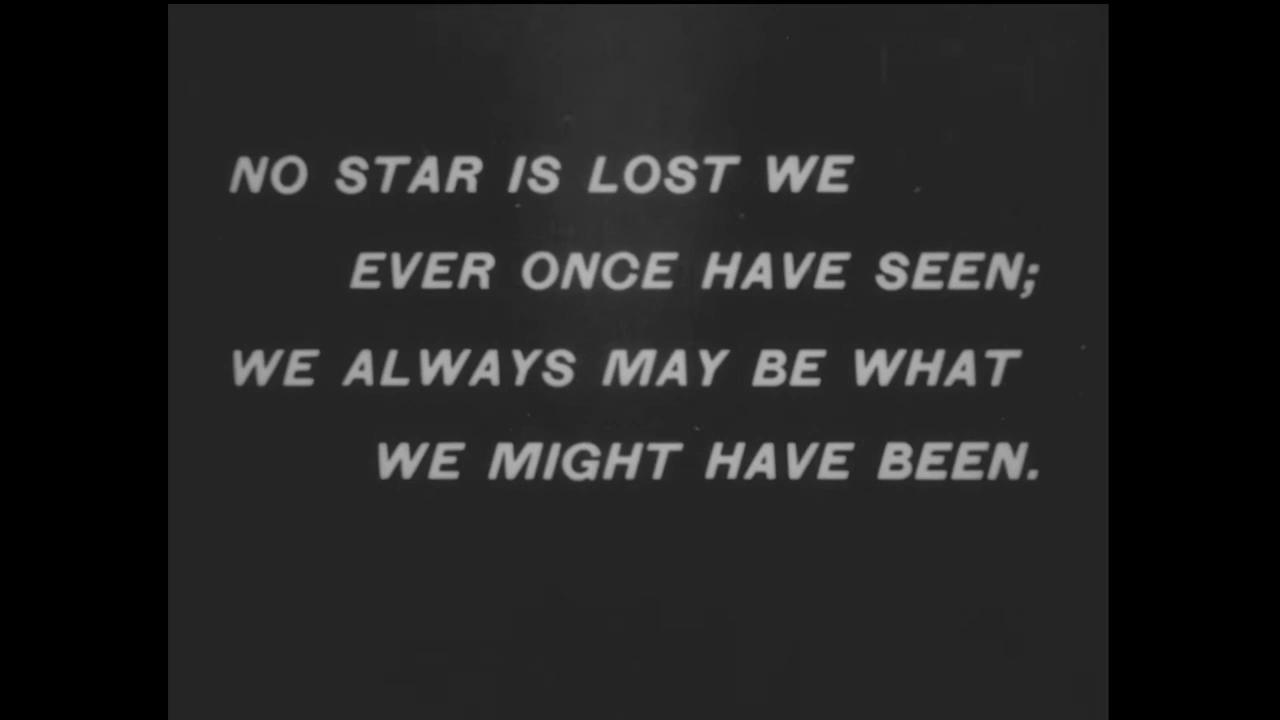 NO STAR IS LOST WE
EVER ONCE HAVE SEEN;
WE ALWAYS MAY BE WHAT
WE MIGHT HAVE BEEN.